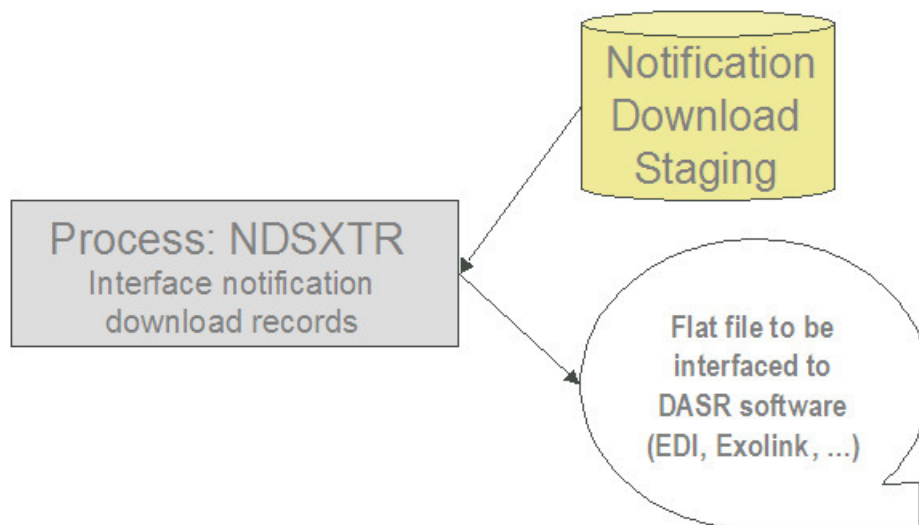 Notification
Download
Staging
Process: NDSXTR
Interface notification
download records
Flat file to be
interfaced to
DASR software
(EDI, Exolink, ...)